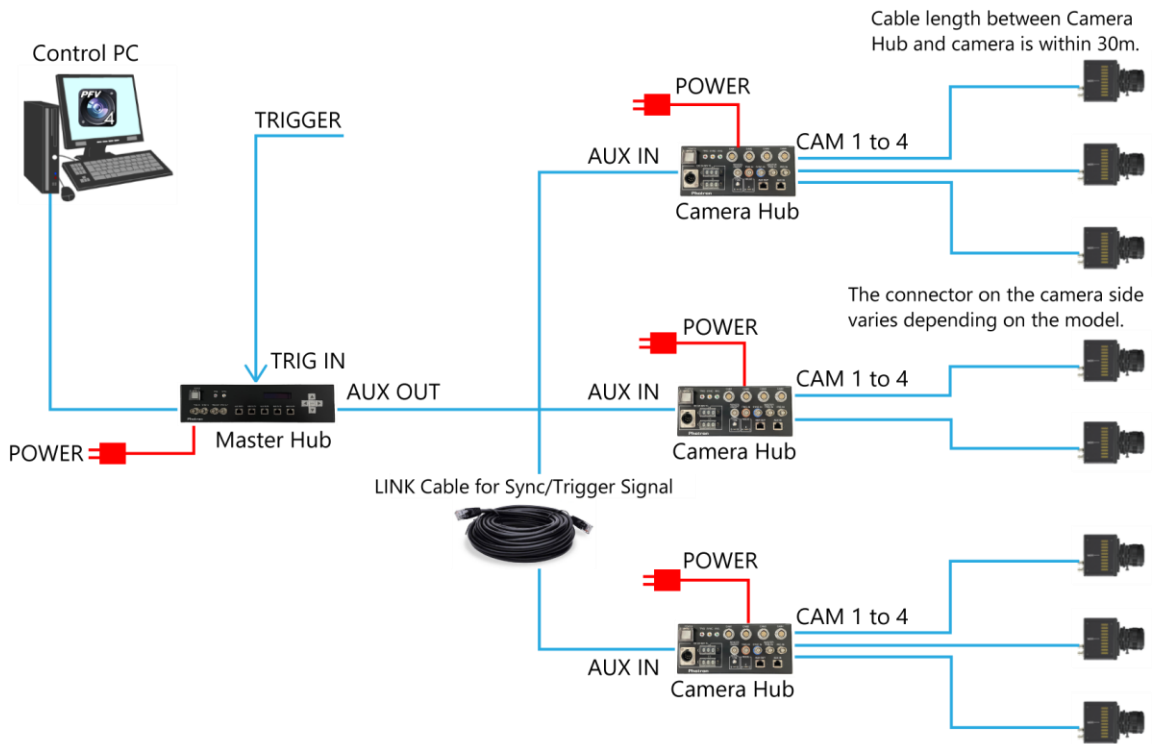 Cable length between Camera
Hub and camera is within 30m.
Control PC
PFV
4
POWER
TRIGGER
CAM 1 to 4
AUX IN
Camera Hub
The connector on the camera side
varies depending on the model.
POWER
TRIG IN
CAM 1 to 4
AUX OUT
AUX IN
Master Hub
Camera Hub
POWER
LINK Cable for Sync/Trigger Signal
POWER
CAM 1 to 4
AUX IN
Camera Hub